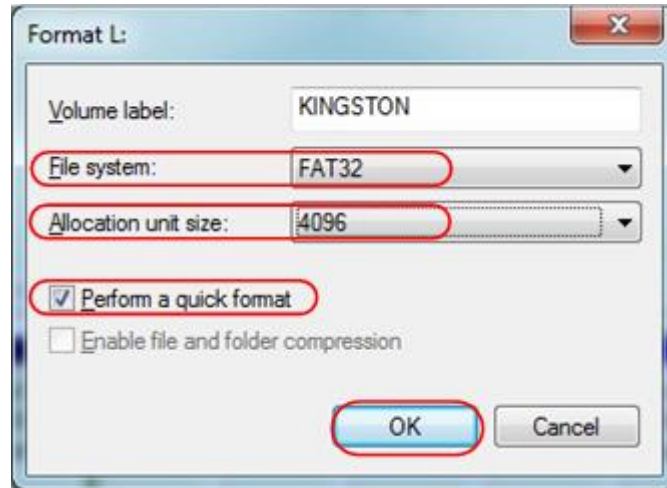 Format L:
Volume label: KINGSTON
File system: FAT32
Allocation unit size: 4096
Perform a quick format
Enable file and folder compression
OK Cancel